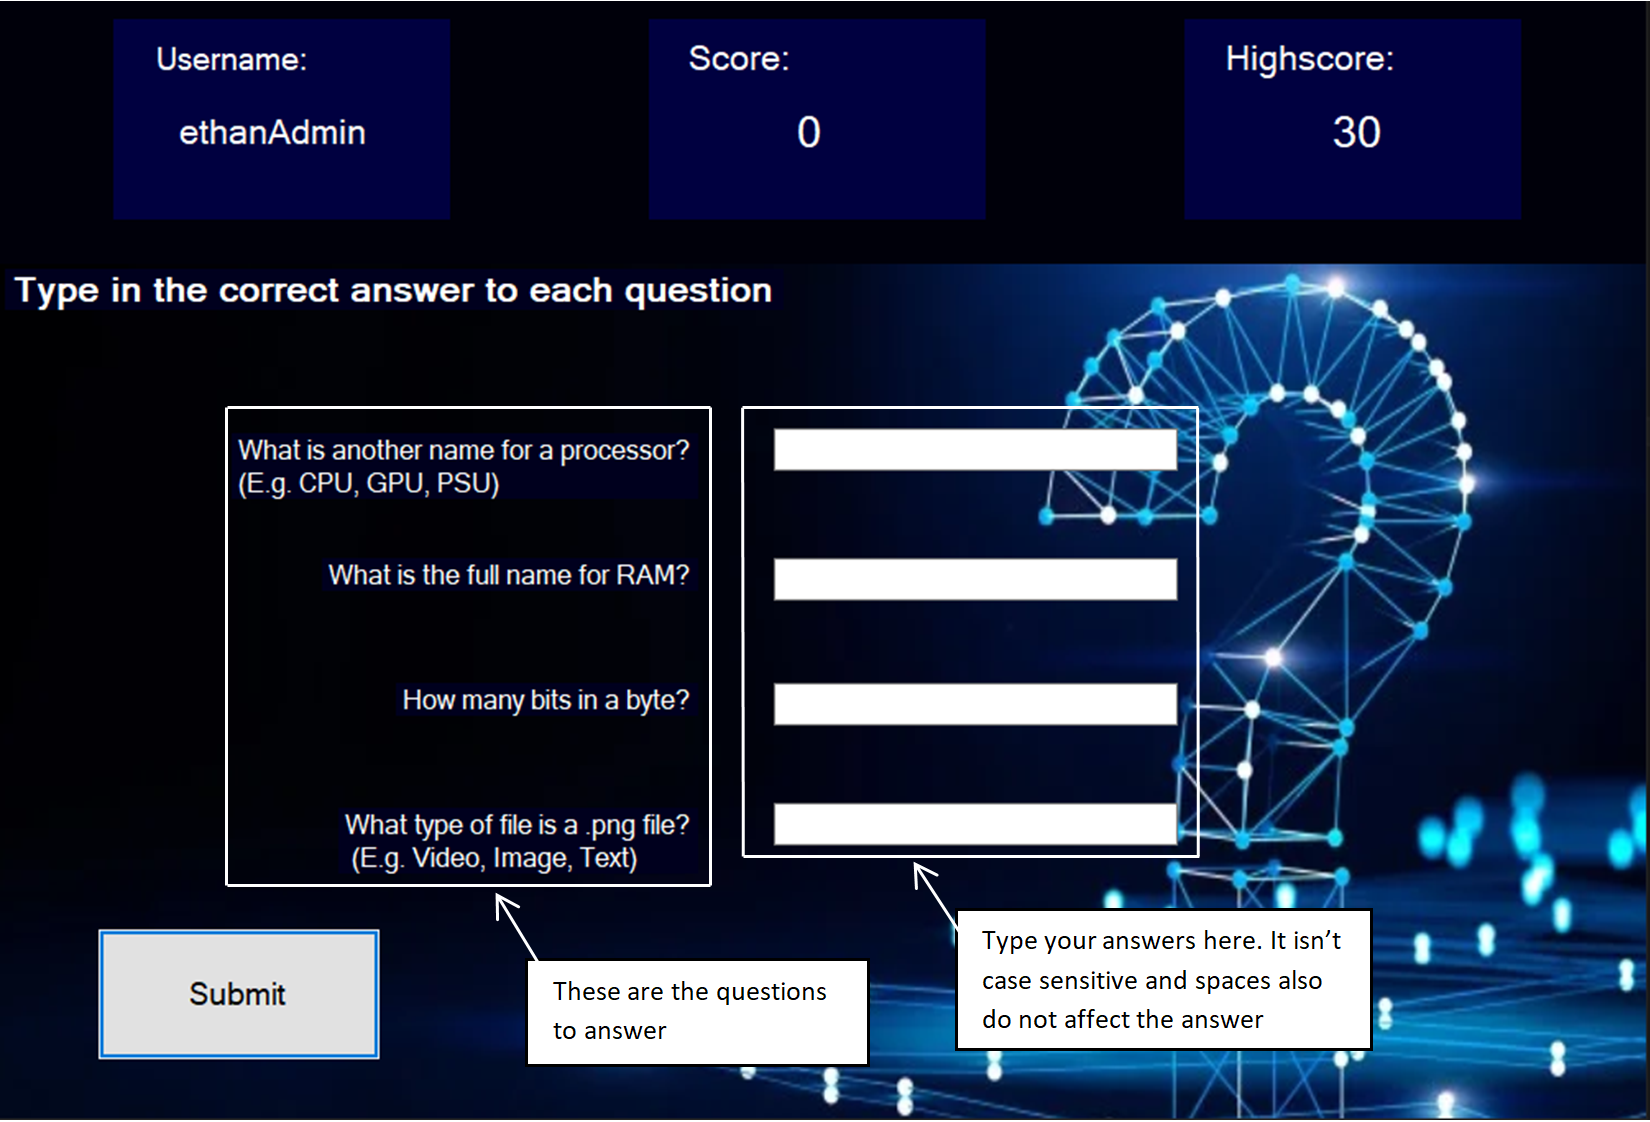 Username:
ethanAdmin
Score:
0
Highscore:
30
Type in the correct answer to each question
What is another name for a processor?
(E.g. CPU, GPU, PSU)
What is the full name for RAM?
How many bits in a byte?
What type of file is a .png file?
(E.g. Video, Image, Text)
Submit
These are the questions
to answer
Type your answers here. It isn’t
case sensitive and spaces also
do not affect the answer